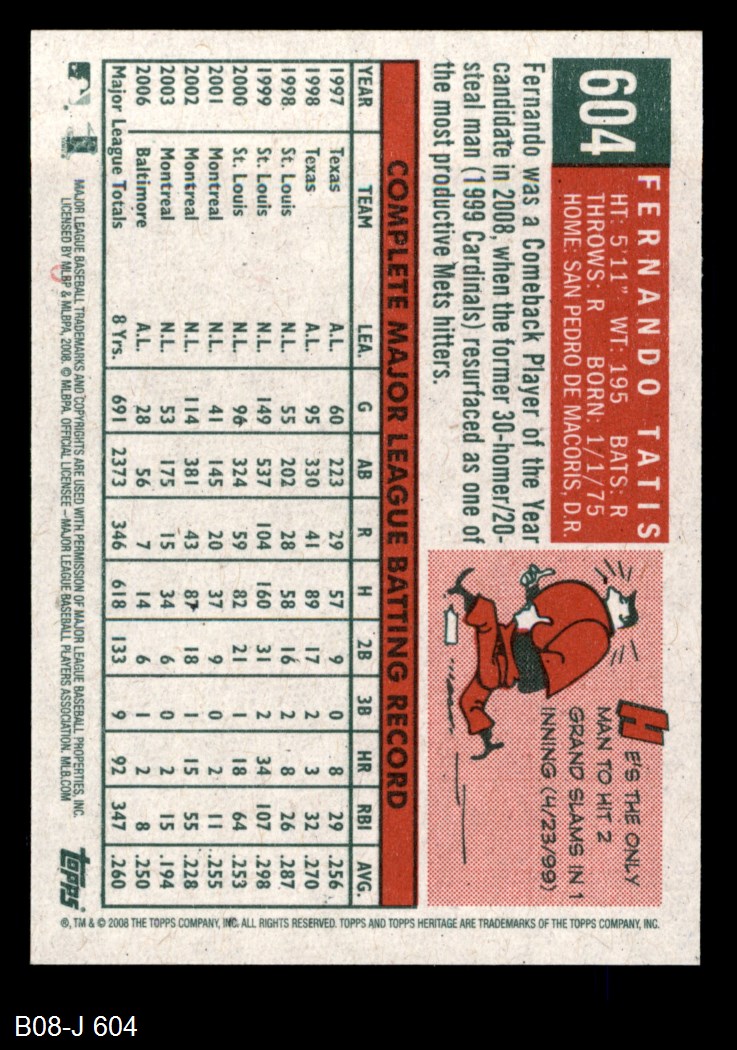 604
FERNANDO TATIS
HT: 5'11" WT: 195 BATS: R
THROWS: R BORN: 1/1/75
HOME: SAN PEDRO DE MACORIS, D.R.
Fernando was a Comeback Player of the Year
candidate in 2008, when the former 30-homer/20-
steal man (1999 Cardinals) resurfaced as one of
the most productive Mets hitters.
HE'S THE ONLY
MAN TO HIT 2
GRAND SLAMS IN 1
INNING (4/23/99)
COMPLETE MAJOR LEAGUE BATTING RECORD
YEAR TEAM LEA. G AB R H 2B 3B HR RBI AVG.
1997 Texas A.L. 60 223 29 57 9 0 8 29 .256
1998 Texas A.L. 95 330 41 89 17 2 3 32 .270
1998 St. Louis N.L. 55 202 28 58 16 2 8 26 .287
1999 St. Louis N.L. 149 537 104 160 31 2 34 107 .298
2000 St. Louis N.L. 96 324 59 82 21 1 18 64 .253
2001 Montreal N.L. 41 145 20 37 9 0 2 11 .255
2002 Montreal N.L. 114 381 43 87 18 1 15 55 .228
2003 Montreal N.L. 53 175 15 34 6 0 2 15 .194
2006 Baltimore A.L. 28 56 7 14 6 1 2 8 .250
Major League Totals 8 Yrs. 691 2373 346 618 133 9 92 347 .260
MAJOR LEAGUE BASEBALL TRADEMARKS AND COPYRIGHTS ARE USED WITH PERMISSION OF MAJOR LEAGUE BASEBALL PROPERTIES, INC.
LICENSED BY MLBP & MLBPA, 2008. © MLBPA. OFFICIAL LICENSEE – MAJOR LEAGUE BASEBALL PLAYERS ASSOCIATION. MLB.COM
topps
®, TM & © 2008 THE TOPPS COMPANY, INC. ALL RIGHTS RESERVED. TOPPS AND TOPPS HERITAGE ARE TRADEMARKS OF THE TOPPS COMPANY, INC.
B08-J 604